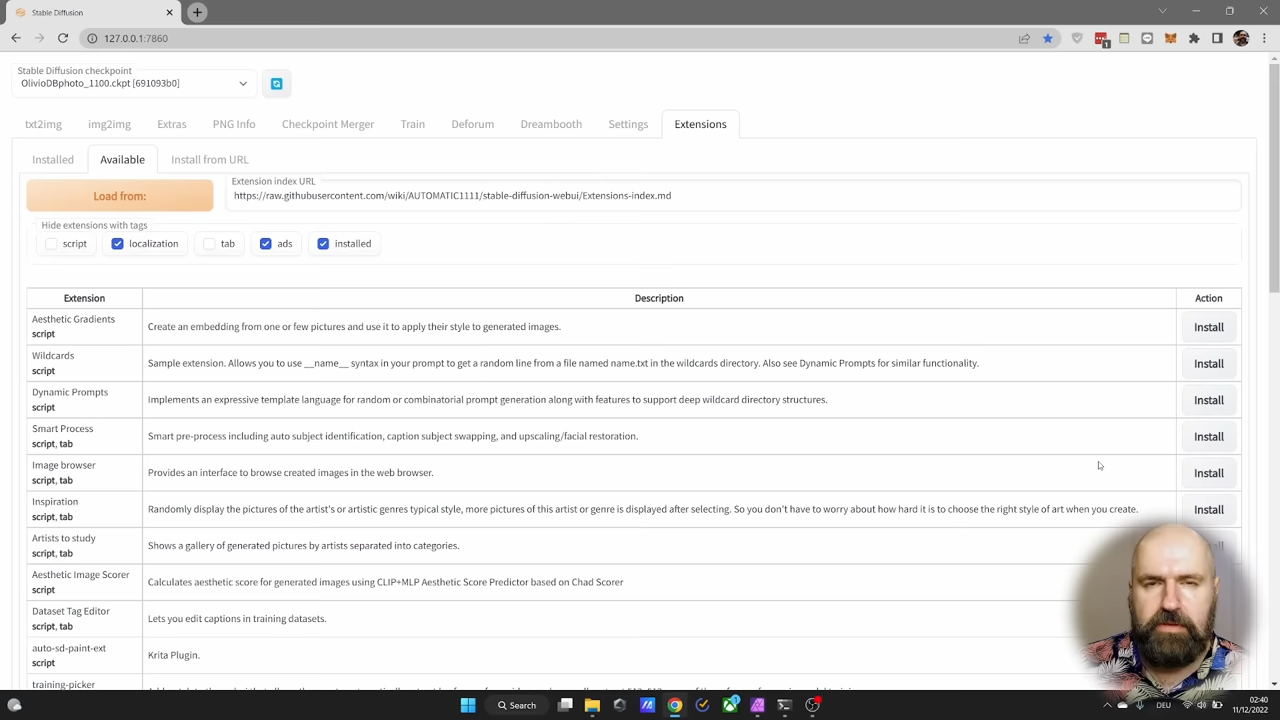 Stable Diffusion
127.0.0.1:7860
Stable Diffusion checkpoint
OlivioDBphoto_1100.ckpt [691093b0]
txt2img img2img Extras PNG Info Checkpoint Merger Train Deforum Dreambooth Settings Extensions
Installed Available Install from URL
Load from:
Extension index URL
https://raw.githubusercontent.com/wiki/AUTOMATIC1111/stable-diffusion-webui/Extensions-index.md
Hide extensions with tags
script localization tab ads installed
Extension Description Action
Aesthetic Gradients
script
Create an embedding from one or few pictures and use it to apply their style to generated images.
Install
Wildcards
script
Sample extension. Allows you to use __name__ syntax in your prompt to get a random line from a file named name.txt in the wildcards directory. Also see Dynamic Prompts for similar functionality.
Install
Dynamic Prompts
script
Implements an expressive template language for random or combinatorial prompt generation along with features to support deep wildcard directory structures.
Install
Smart Process
script, tab
Smart pre-process including auto subject identification, caption subject swapping, and upscaling/facial restoration.
Install
Image browser
script, tab
Provides an interface to browse created images in the web browser.
Install
Inspiration
script, tab
Randomly display the pictures of the artist's or artistic genres typical style, more pictures of this artist or genre is displayed after selecting. So you don't have to worry about how hard it is to choose the right style of art when you create.
Install
Artists to study
script, tab
Shows a gallery of generated pictures by artists separated into categories.
Aesthetic Image Scorer
script
Calculates aesthetic score for generated images using CLIP+MLP Aesthetic Score Predictor based on Chad Scorer
Dataset Tag Editor
script, tab
Lets you edit captions in training datasets.
auto-sd-paint-ext
script
Krita Plugin.
training-picker
Search
DEU
02:40
11/12/2022